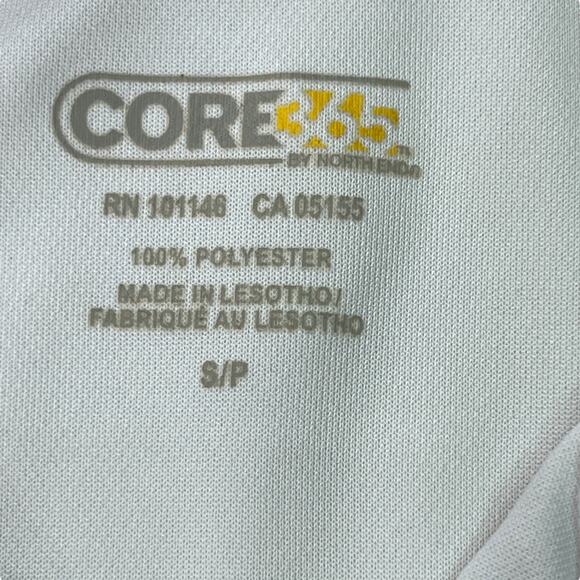 CORE365
BY NORTH END
RN 101146 CA 05155
100% POLYESTER
MADE IN LESOTHO/
FABRIQUÉ AU LESOTHO
S/P